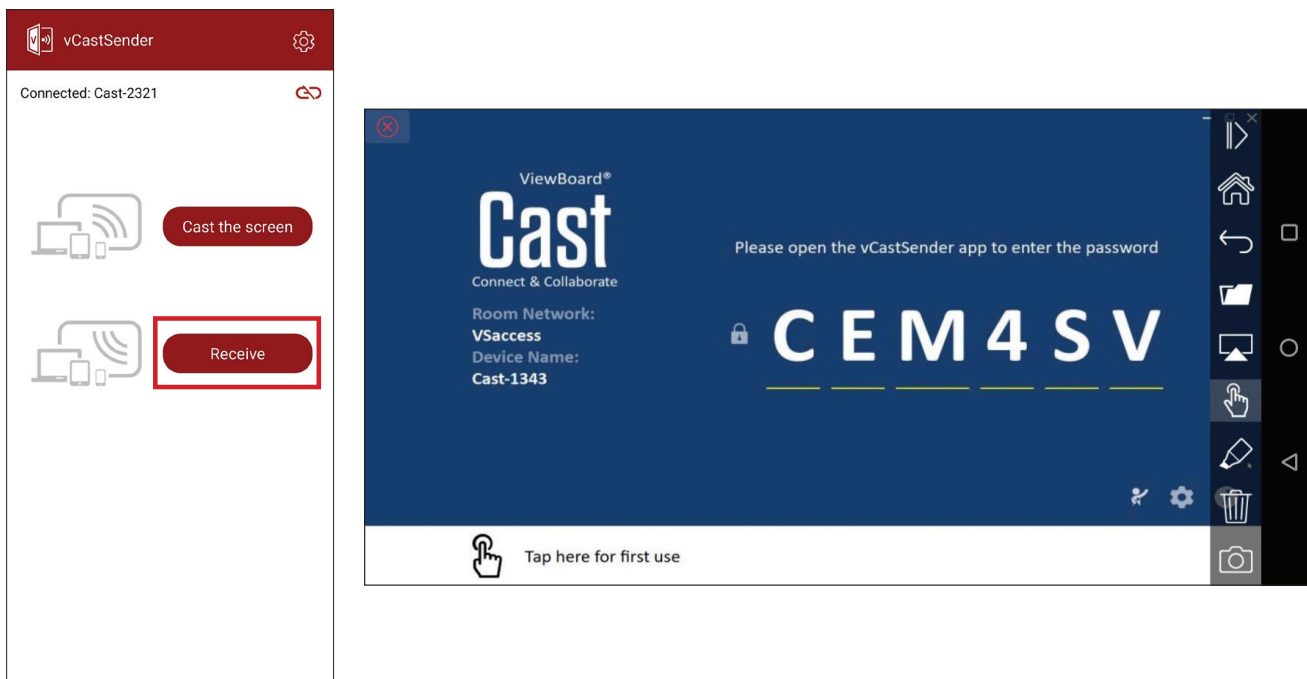 vCastSender
Connected: Cast-2321
Cast the screen
Receive
ViewBoard®
Cast
Connect & Collaborate
Room Network:
VSaccess
Device Name:
Cast-1343
Please open the vCastSender app to enter the password
C E M 4 S V
Tap here for first use